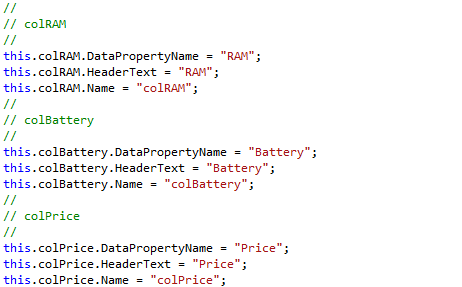 //
// colRAM
//
this.colRAM.DataPropertyName = "RAM";
this.colRAM.HeaderText = "RAM";
this.colRAM.Name = "colRAM";
//
// colBattery
//
this.colBattery.DataPropertyName = "Battery";
this.colBattery.HeaderText = "Battery";
this.colBattery.Name = "colBattery";
//
// colPrice
//
this.colPrice.DataPropertyName = "Price";
this.colPrice.HeaderText = "Price";
this.colPrice.Name = "colPrice";